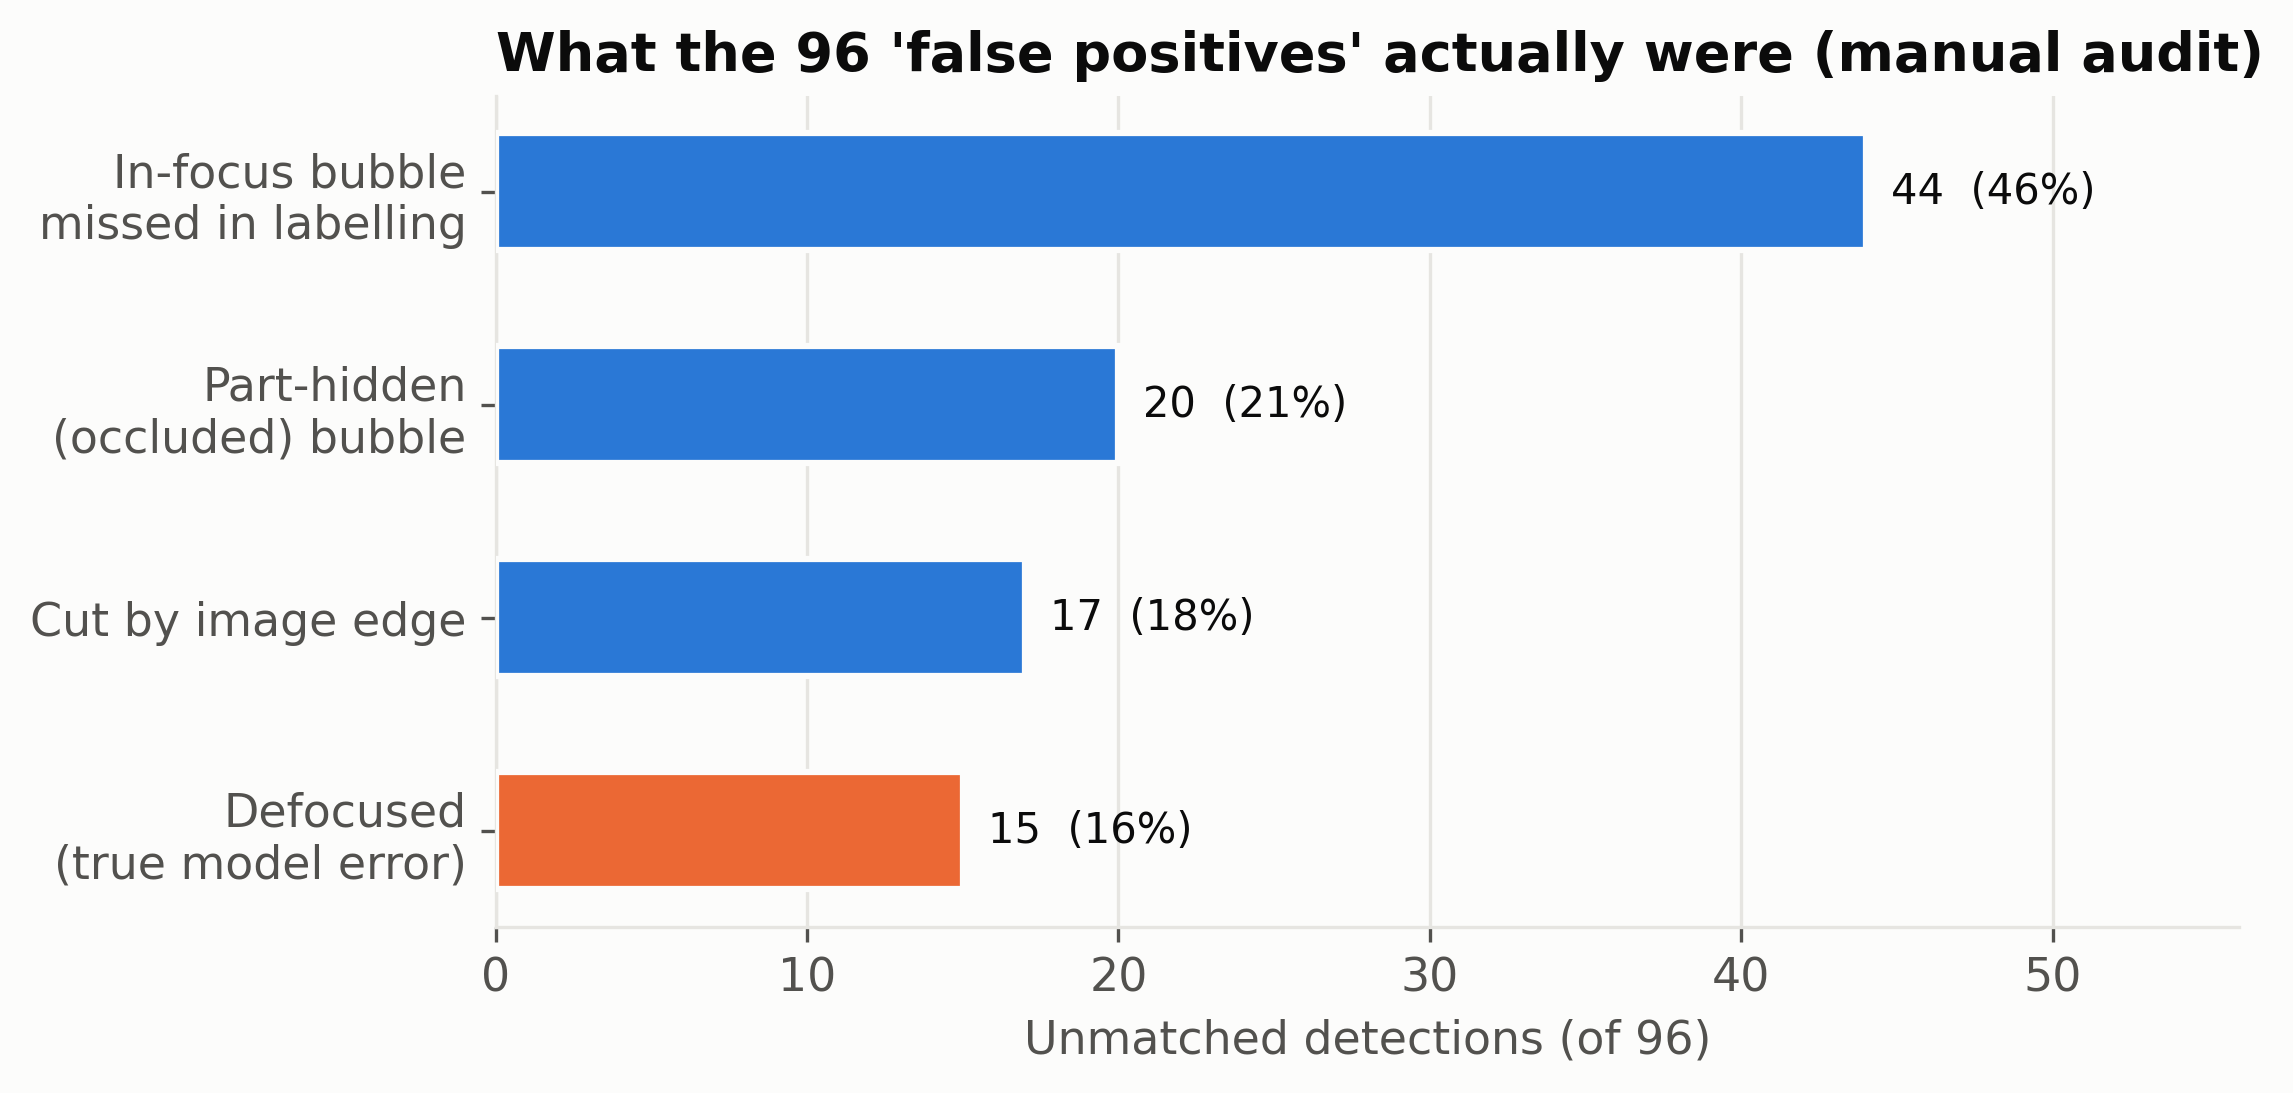 What the 96 'false positives' actually were (manual audit)
In-focus bubble
missed in labelling
44 (46%)
Part-hidden
(occluded) bubble
20 (21%)
Cut by image edge
17 (18%)
Defocused
(true model error)
15 (16%)
0 10 20 30 40 50
Unmatched detections (of 96)